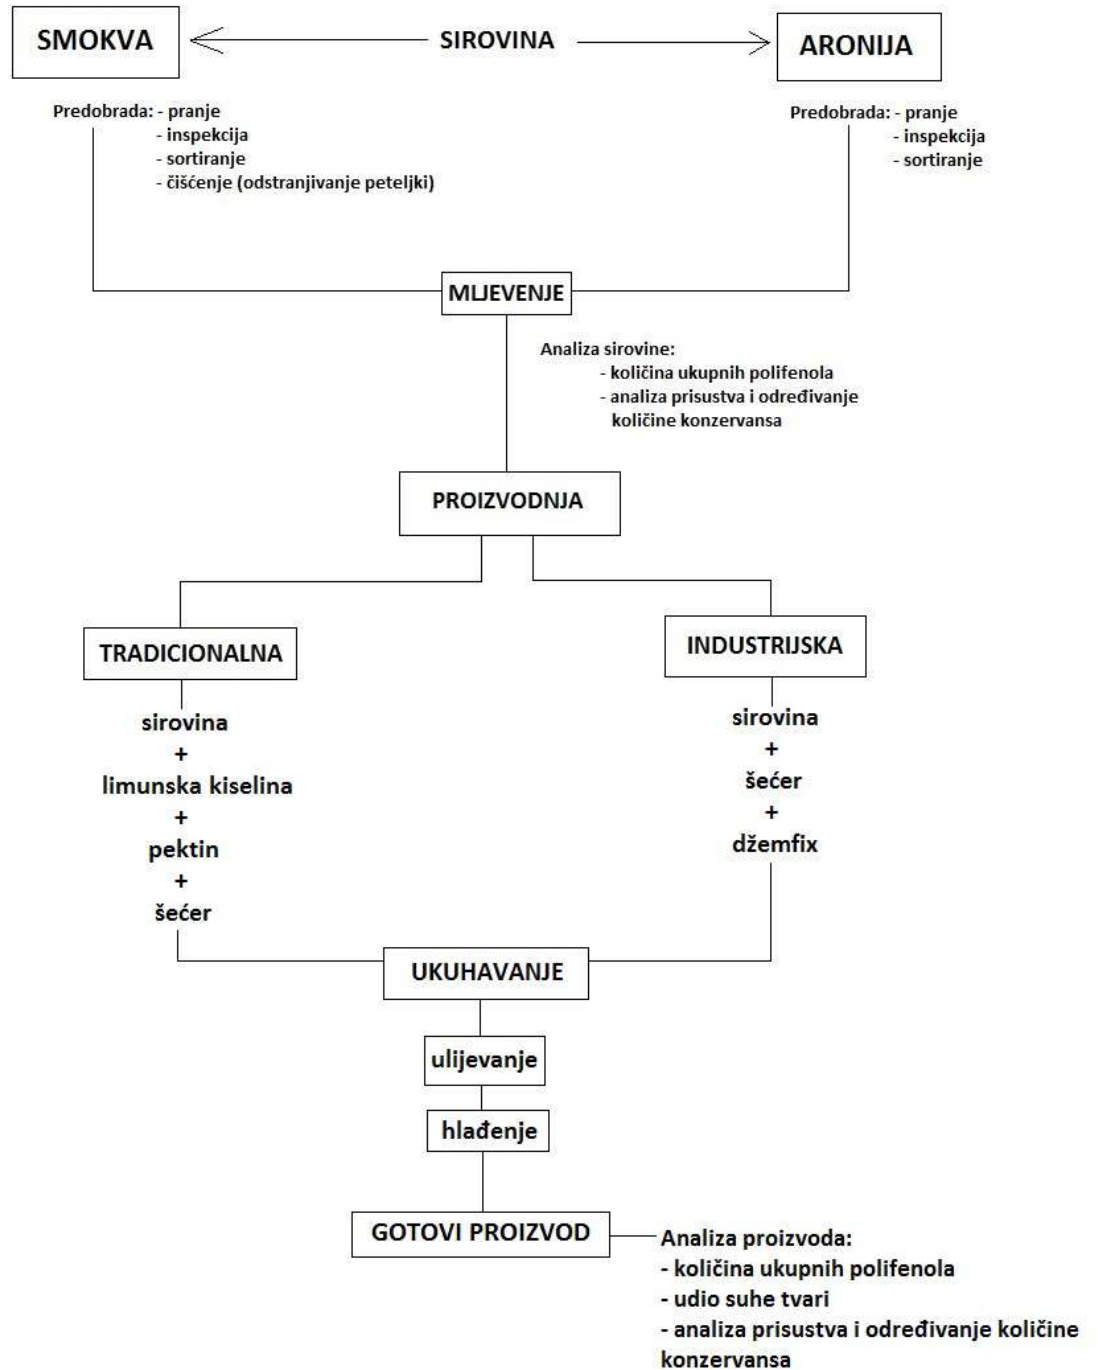 SMOKVA
SIROVINA
ARONIJA
Predobrada: - pranje
- inspekcija
- sortiranje
- čišćenje (odstranjivanje peteljki)
Predobrada: - pranje
- inspekcija
- sortiranje
MLJEVENJE
Analiza sirovine:
- količina ukupnih polifenola
- analiza prisustva i određivanje
količine konzervansa
PROIZVODNJA
TRADICIONALNA
sirovina
+
limunska kiselina
+
pektin
+
šećer
INDUSTRIJSKA
sirovina
+
šećer
+
džemfix
UKUHAVANJE
ulijevanje
hlađenje
GOTOVI PROIZVOD
Analiza proizvoda:
- količina ukupnih polifenola
- udio suhe tvari
- analiza prisustva i određivanje količine
konzervansa